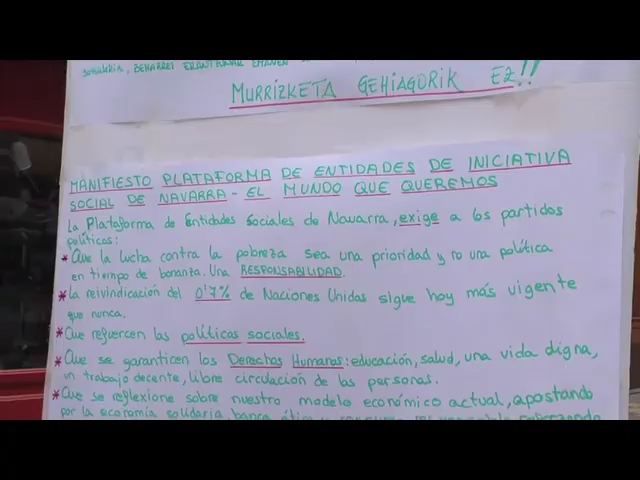 BEHARREI ERANTZUNAK EMANEN
MURRIZKETA GEHIAGORIK EZ!!
MANIFIESTO PLATAFORMA DE ENTIDADES DE INICIATIVA
SOCIAL DE NAVARRA - EL MUNDO QUE QUEREMOS
La Plataforma de Entidades Sociales de Navarra, exige a los partidos
políticos:
* Que la lucha contra la pobreza sea una prioridad y no una política
en tiempo de bonanza. Una RESPONSABILIDAD.
* La reivindicación del 0'7% de Naciones Unidas sigue hoy más vigente
que nunca.
* Que refuercen las políticas sociales.
* Que se garanticen los Derechos Humanos: educación, salud, una vida digna,
un trabajo decente, libre circulación de las personas.
* Que se reflexione sobre nuestro modelo económico actual, apostando
por la economía solidaria, banca ética